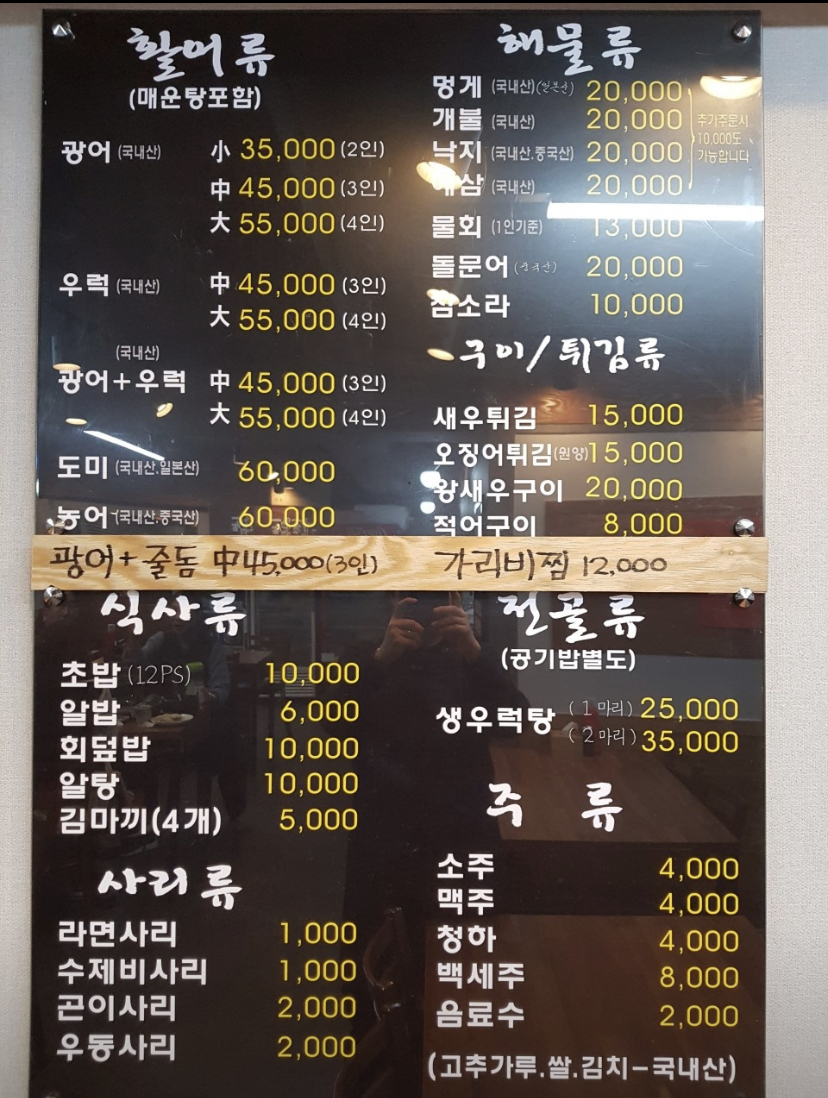 활어류
(매운탕포함)
광어 (국내산) 小 35,000 (2인)
中 45,000 (3인)
大 55,000 (4인)
우럭 (국내산) 中 45,000 (3인)
大 55,000 (4인)
(국내산)
광어+우럭 中 45,000 (3인)
大 55,000 (4인)
도미 (국내산.일본산) 60,000
농어 (국내산.중국산) 60,000
해물류
멍게 (국내산)(일본산) 20,000
개불 (국내산) 20,000
낙지 (국내산.중국산) 20,000
해삼 (국내산) 20,000
추가주문시
10,000도
가능합니다
물회 (1인기준) 13,000
돌문어 20,000
참소라 10,000
구이/튀김류
새우튀김 15,000
오징어튀김(원양) 15,000
왕새우구이 20,000
적어구이 8,000
광어+줄돔 中45,000(3인)
가리비찜 12,000
식사류
초밥 (12PS) 10,000
알밥 6,000
회덮밥 10,000
알탕 10,000
김마끼(4개) 5,000
사리류
라면사리 1,000
수제비사리 1,000
곤이사리 2,000
우동사리 2,000
전골류
(공기밥별도)
생우럭탕 (1마리) 25,000
(2마리) 35,000
주 류
소주 4,000
맥주 4,000
청하 4,000
백세주 8,000
음료수 2,000
(고추가루.쌀.김치-국내산)